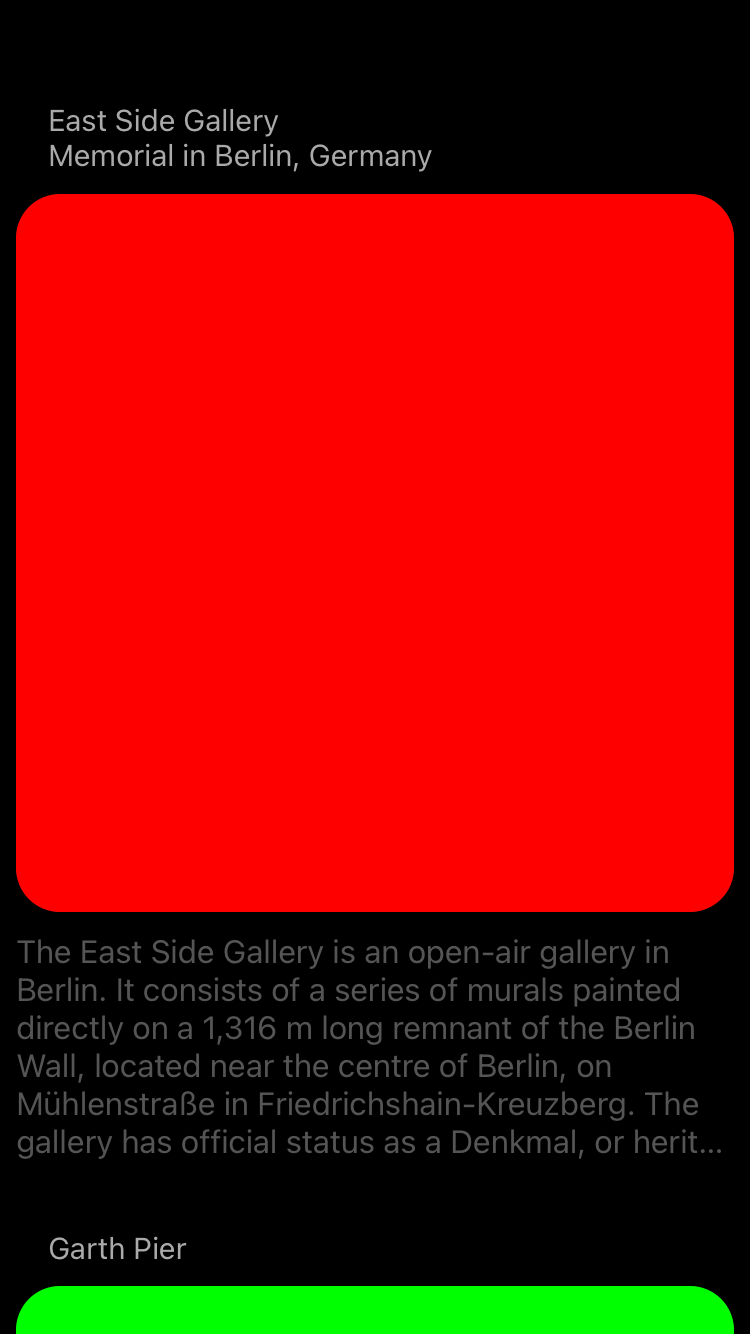 East Side Gallery
Memorial in Berlin, Germany
The East Side Gallery is an open-air gallery in
Berlin. It consists of a series of murals painted
directly on a 1,316 m long remnant of the Berlin
Wall, located near the centre of Berlin, on
Mühlenstraße in Friedrichshain-Kreuzberg. The
gallery has official status as a Denkmal, or herit...
Garth Pier